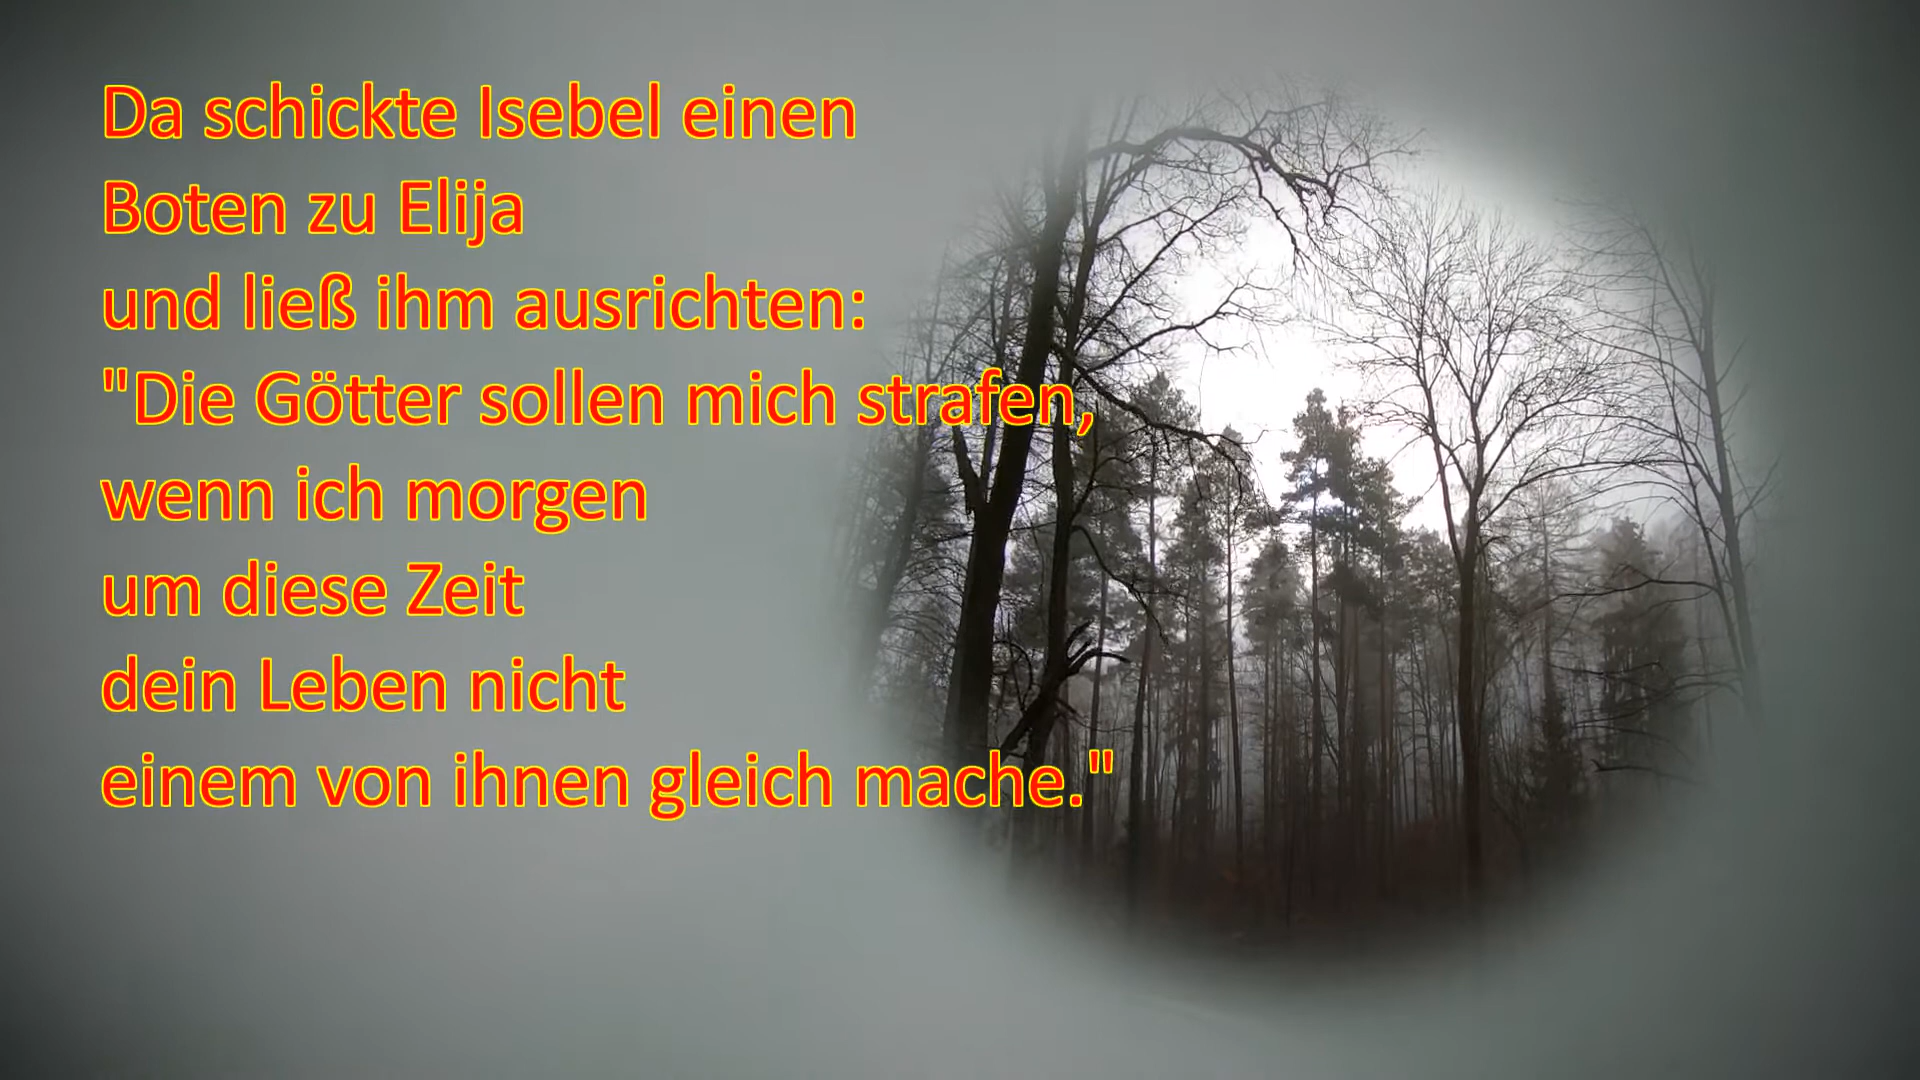 Da schickte Isebel einen
Boten zu Elija
und ließ ihm ausrichten:
"Die Götter sollen mich strafen,
wenn ich morgen
um diese Zeit
dein Leben nicht
einem von ihnen gleich mache."